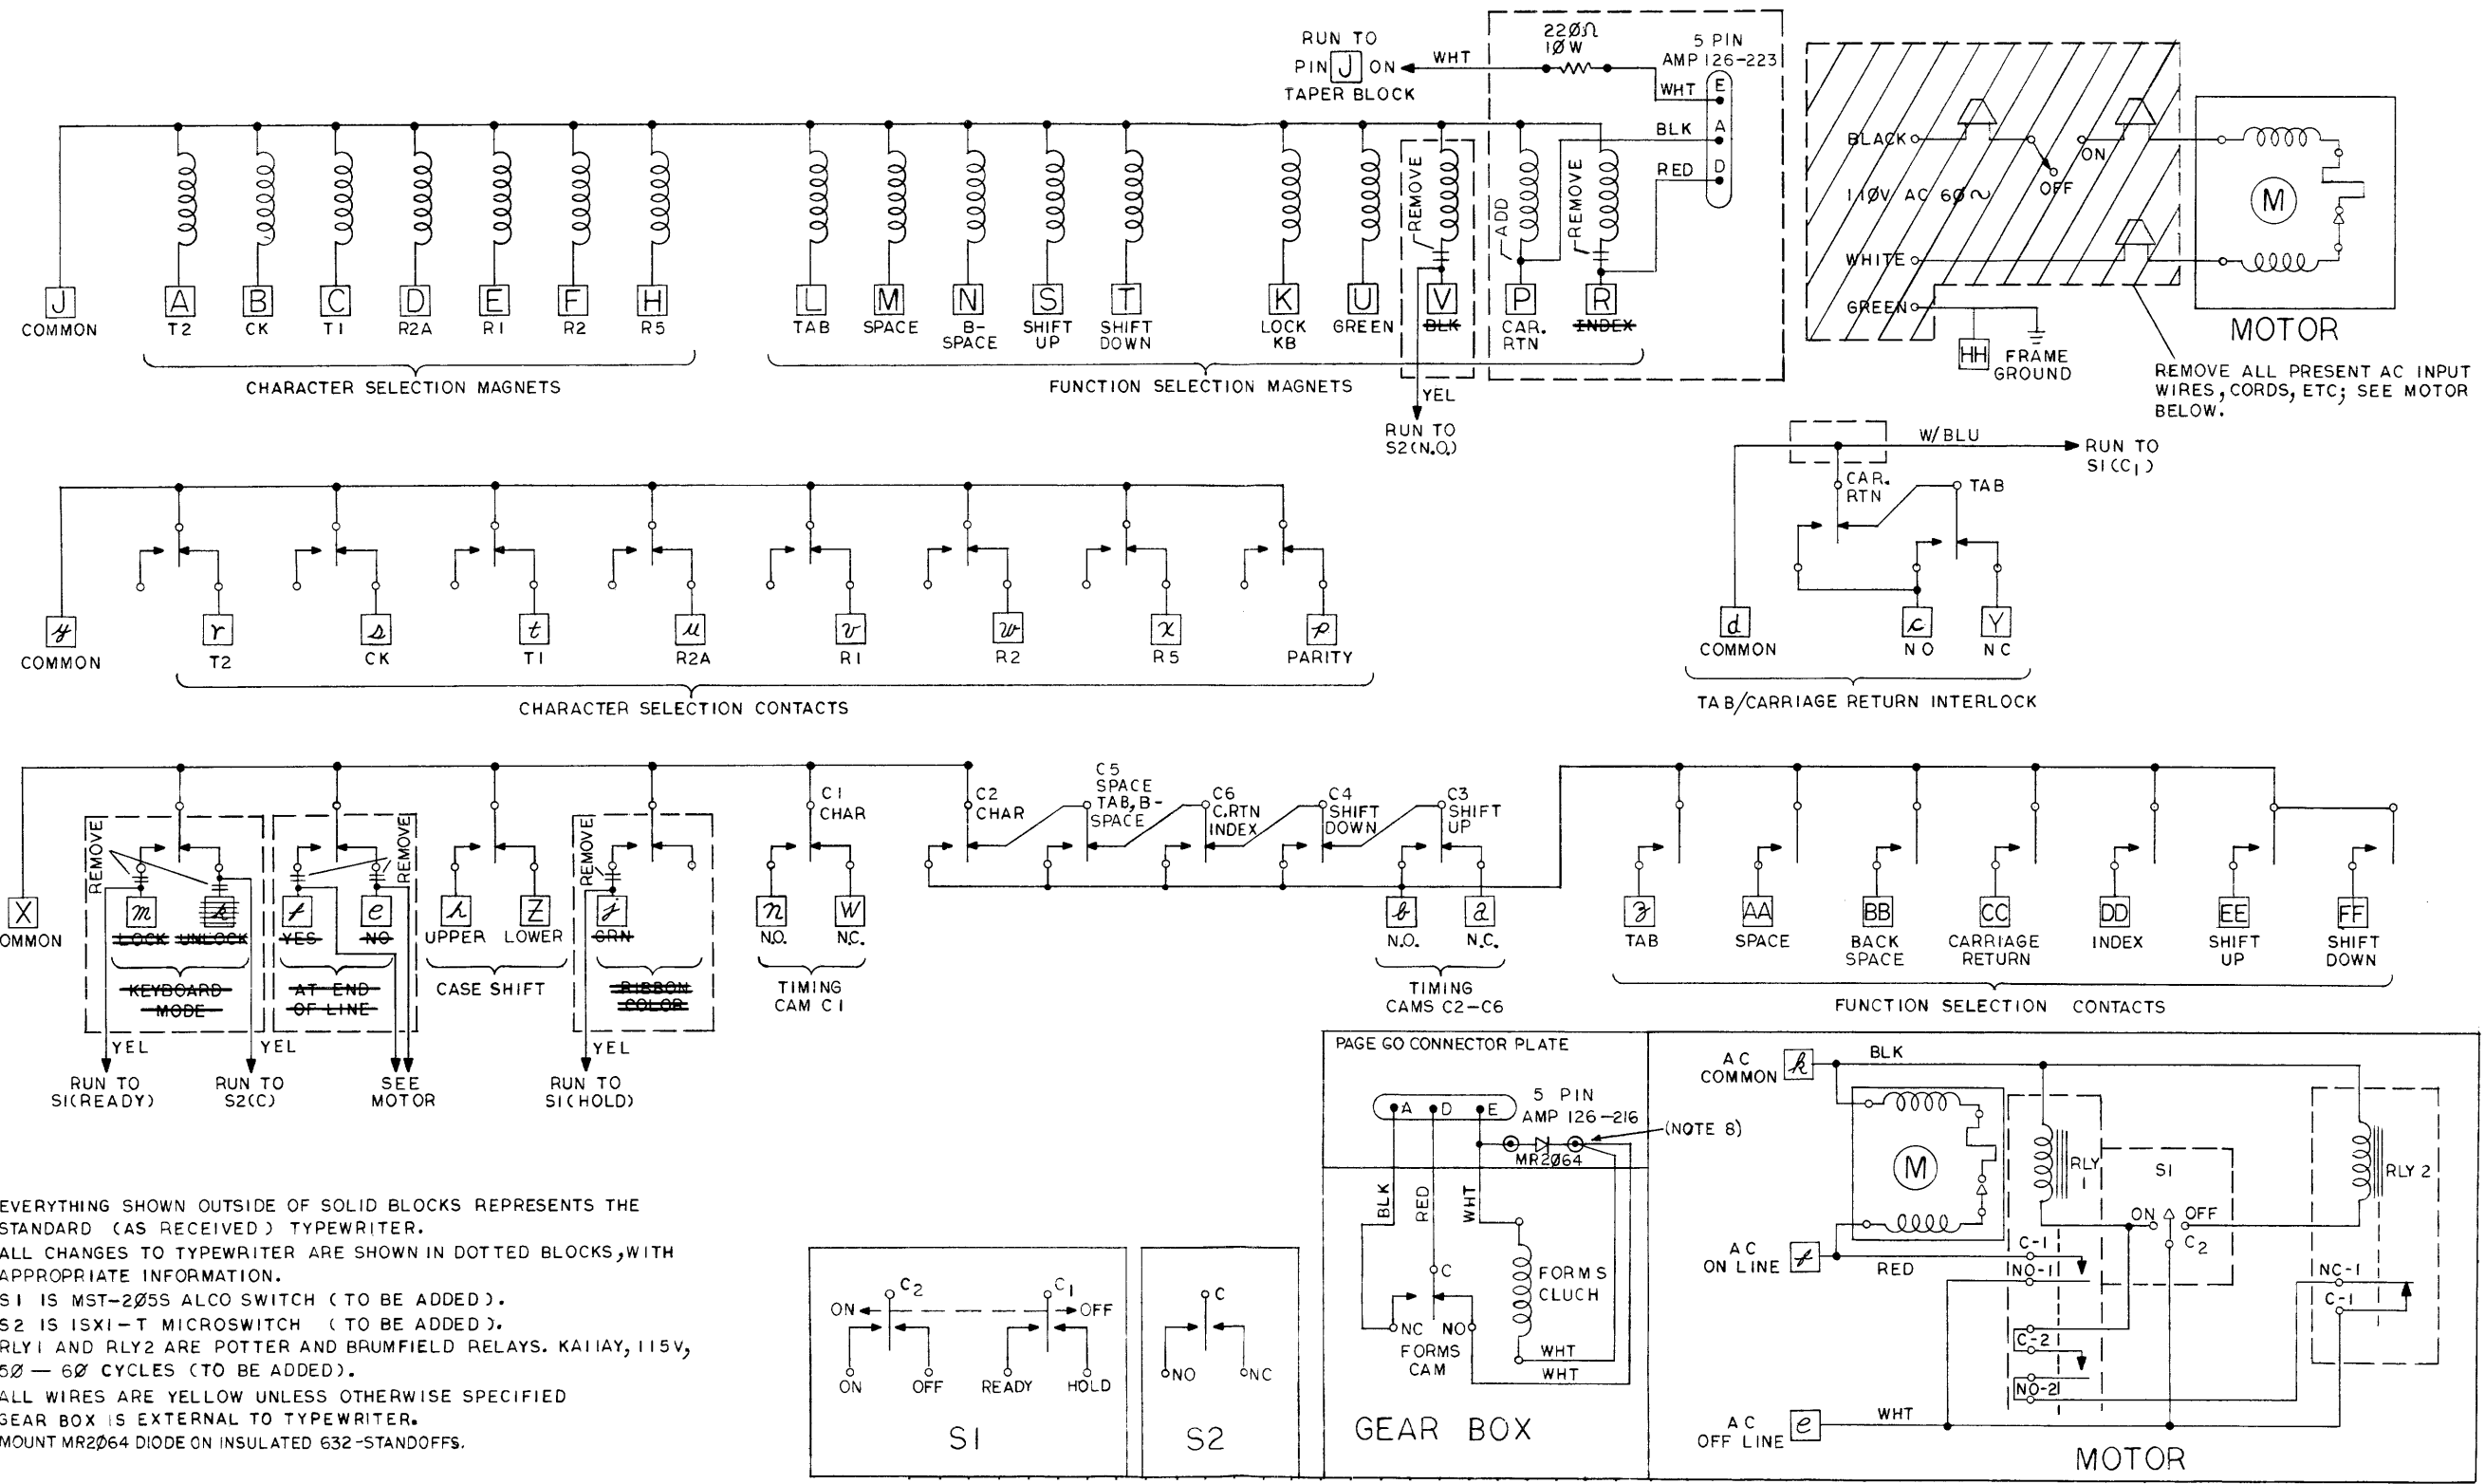 RUN TO
PIN J ON
TAPER BLOCK
WHT
22ØΩ
1ØW
5 PIN
AMP 126-223
WHT E
BLK A
RED D
REMOVE
ADD
REMOVE
J
COMMON
A
T2
B
CK
C
T1
D
R2A
E
R1
F
R2
H
R5
CHARACTER SELECTION MAGNETS
L
TAB
M
SPACE
N
B-
SPACE
S
SHIFT
UP
T
SHIFT
DOWN
K
LOCK
KB
U
GREEN
V
BLK
P
CAR.
RTN
R
INDEX
FUNCTION SELECTION MAGNETS
YEL
RUN TO
S2(N.O.)
BLACK
ON
OFF
11ØV AC 6Ø∿
WHITE
GREEN
HH
FRAME
GROUND
M
MOTOR
REMOVE ALL PRESENT AC INPUT
WIRES, CORDS, ETC; SEE MOTOR
BELOW.
y
COMMON
r
T2
s
CK
t
T1
u
R2A
v
R1
w
R2
x
R5
p
PARITY
CHARACTER SELECTION CONTACTS
W/BLU
RUN TO
S1(C1)
CAR.
RTN
TAB
d
COMMON
c
NO
Y
NC
TAB/CARRIAGE RETURN INTERLOCK
X
OMMON
REMOVE
m
LOCK
k
UNLOCK
KEYBOARD
MODE
YEL
RUN TO
S1(READY)
YEL
RUN TO
S2(C)
REMOVE
f
YES
e
NO
AT END
OF LINE
SEE
MOTOR
h
UPPER
Z
LOWER
CASE SHIFT
REMOVE
j
GRN
RIBBON
COLOR
YEL
RUN TO
S1(HOLD)
C1
CHAR
n
N.O.
W
N.C.
TIMING
CAM C1
C2
CHAR
C5
SPACE
TAB, B-
SPACE
C6
C.RTN
INDEX
C4
SHIFT
DOWN
C3
SHIFT
UP
b
N.O.
a
N.C.
TIMING
CAMS C2-C6
z
TAB
AA
SPACE
BB
BACK
SPACE
CC
CARRIAGE
RETURN
DD
INDEX
EE
SHIFT
UP
FF
SHIFT
DOWN
FUNCTION SELECTION CONTACTS
EVERYTHING SHOWN OUTSIDE OF SOLID BLOCKS REPRESENTS THE
STANDARD (AS RECEIVED) TYPEWRITER.
ALL CHANGES TO TYPEWRITER ARE SHOWN IN DOTTED BLOCKS, WITH
APPROPRIATE INFORMATION.
S1 IS MST-2Ø5S ALCO SWITCH (TO BE ADDED).
S2 IS ISX1-T MICROSWITCH (TO BE ADDED).
RLY1 AND RLY2 ARE POTTER AND BRUMFIELD RELAYS. KA11AY, 115V,
5Ø — 6Ø CYCLES (TO BE ADDED).
ALL WIRES ARE YELLOW UNLESS OTHERWISE SPECIFIED
GEAR BOX IS EXTERNAL TO TYPEWRITER.
MOUNT MR2Ø64 DIODE ON INSULATED 632-STANDOFFS.
C2
C1
ON
OFF
ON
OFF
READY
HOLD
S1
C
NO
NC
S2
PAGE GO CONNECTOR PLATE
A
D
E
5 PIN
AMP 126-216
(NOTE 8)
MR2Ø64
BLK
RED
WHT
C
NC
NO
FORMS
CAM
FORMS
CLUCH
WHT
WHT
GEAR BOX
AC
COMMON
k
BLK
M
RLY
1
S1
ON
OFF
C2
RLY 2
AC
ON LINE
f
RED
C-1
NO-1
NC-1
C-1
C-2
NO-2
AC
OFF LINE
e
WHT
MOTOR